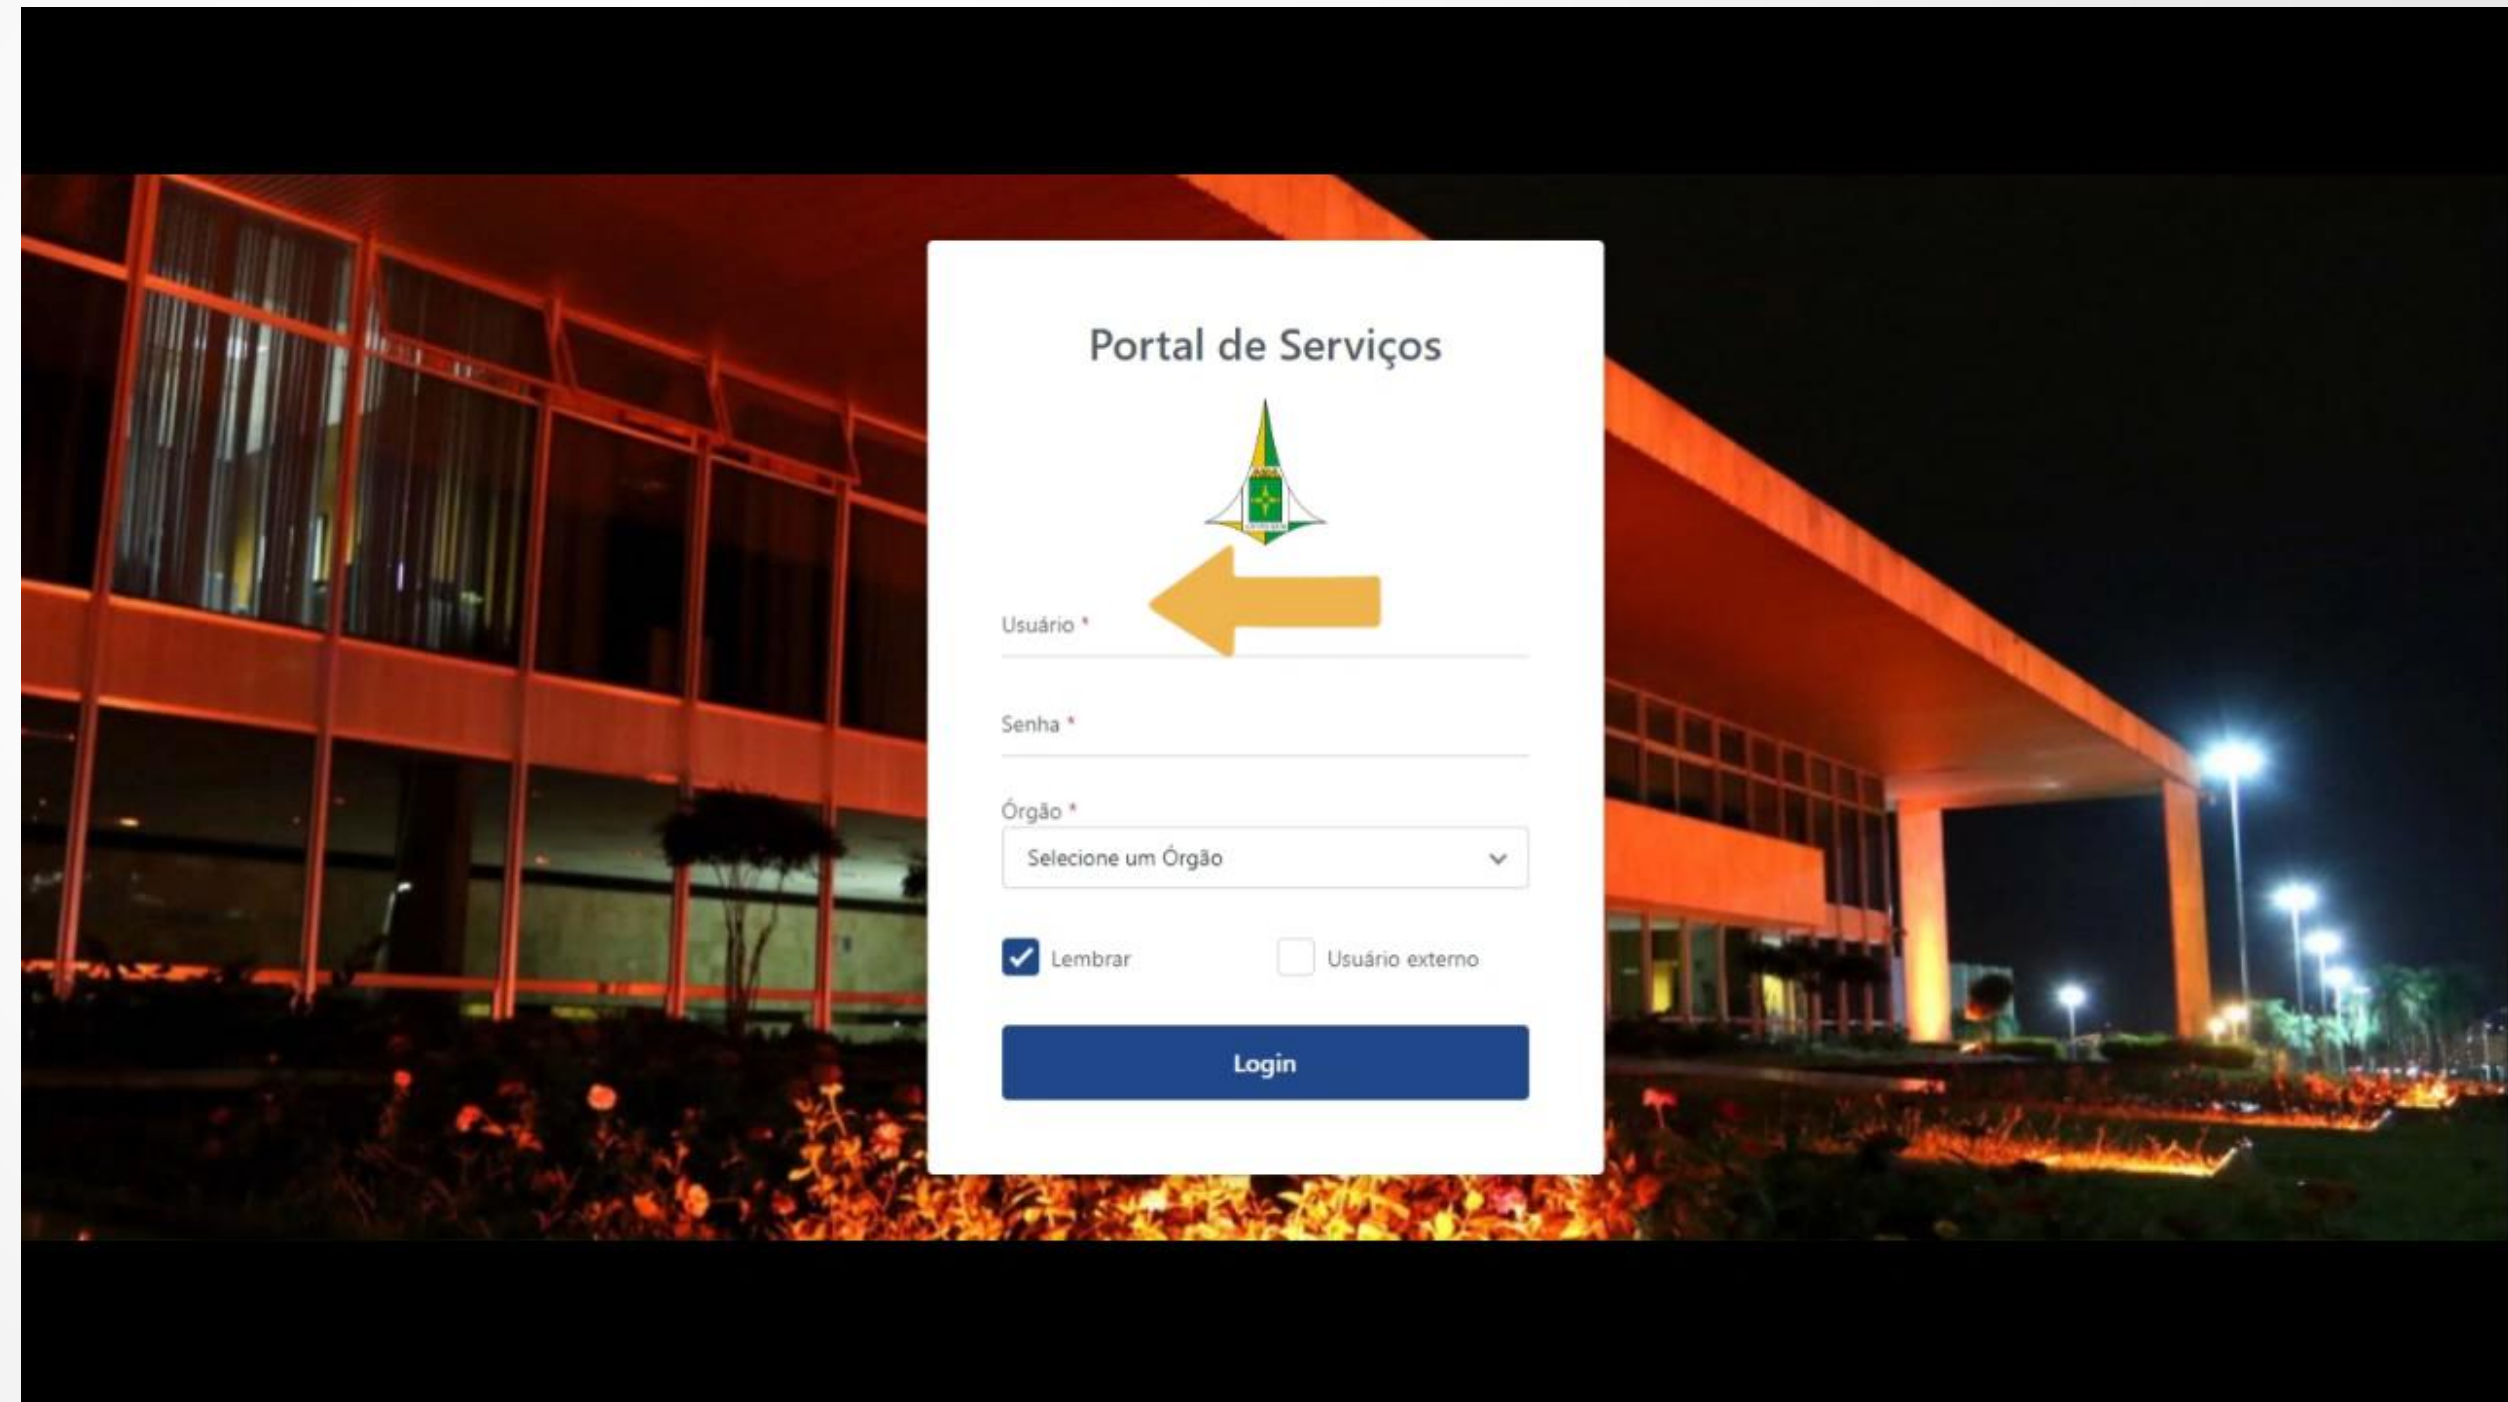 Portal de Serviços
Usuário *
Senha *
Órgão *
Selecione um Órgão
Lembrar
Usuário externo
Login